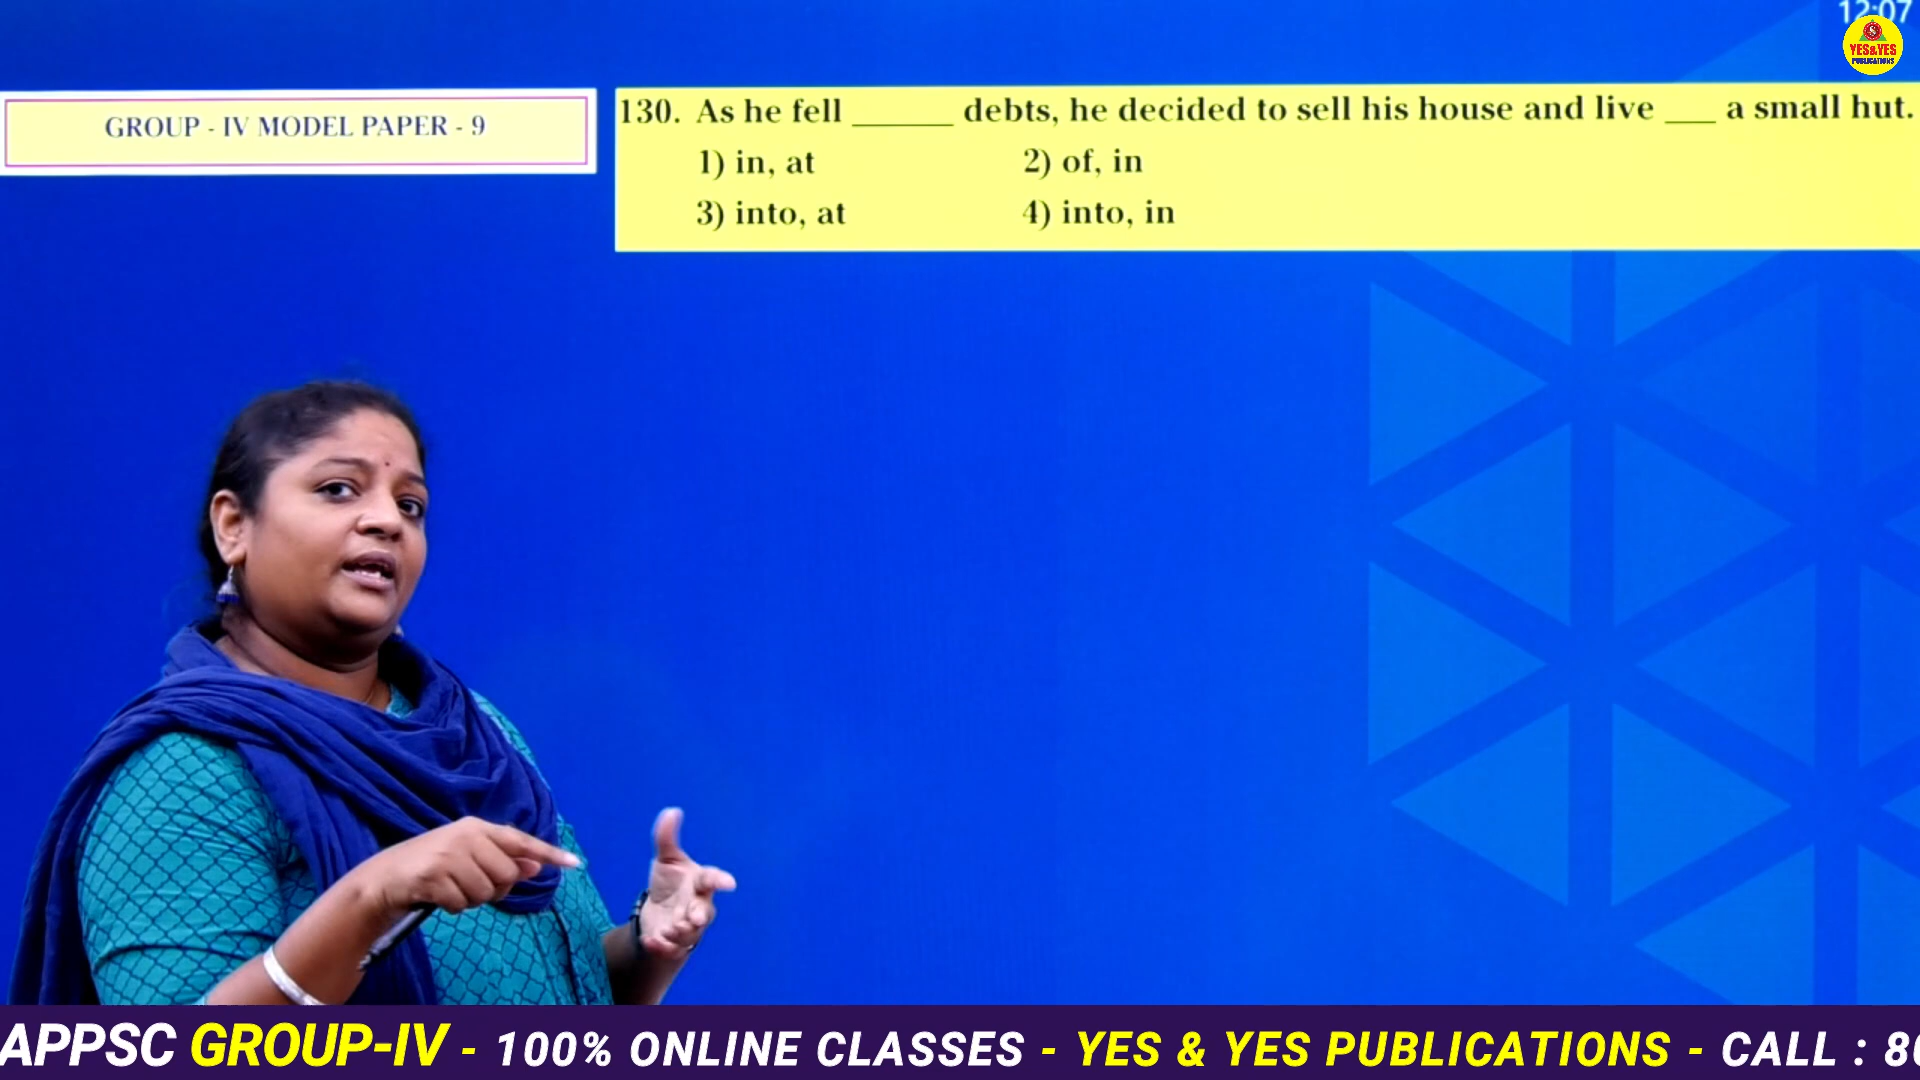 12:07
YES&YES
PUBLICATIONS
GROUP - IV MODEL PAPER - 9
130. As he fell ______ debts, he decided to sell his house and live ___ a small hut.
1) in, at 2) of, in
3) into, at 4) into, in
APPSC GROUP-IV - 100% ONLINE CLASSES - YES & YES PUBLICATIONS - CALL : 80